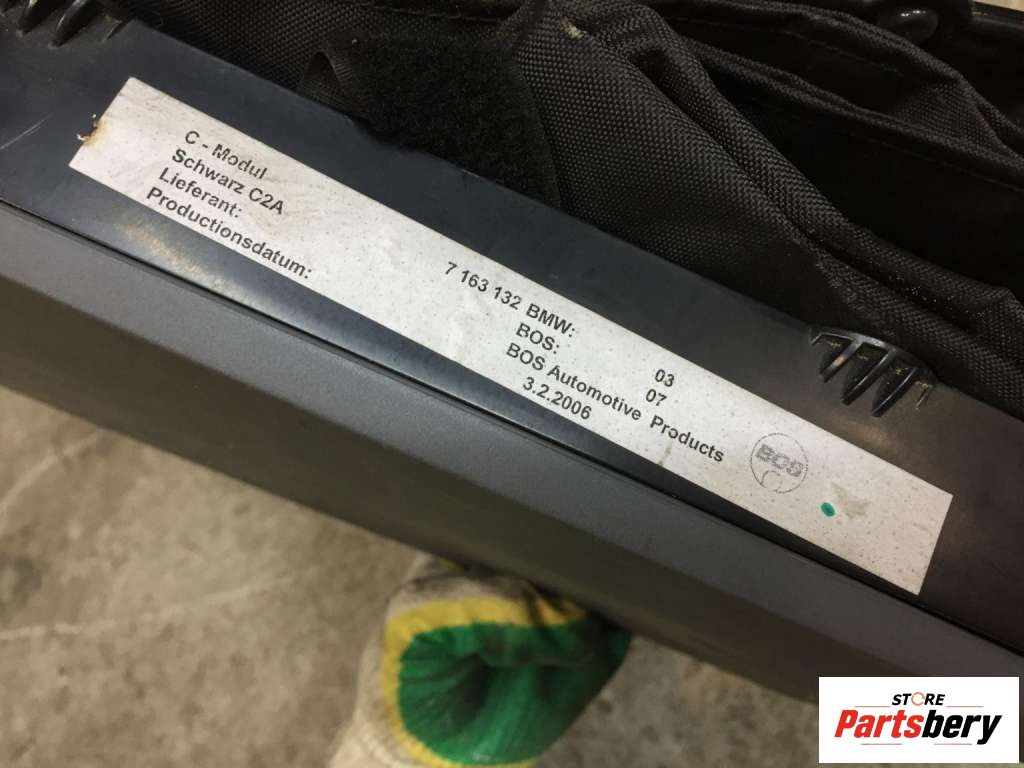 C - Modul 7 163 132 BMW: 03
Schwarz C2A BOS: 07
Lieferant: BOS Automotive Products
Productionsdatum: 3.2.2006
BOS
STORE
Partsbery